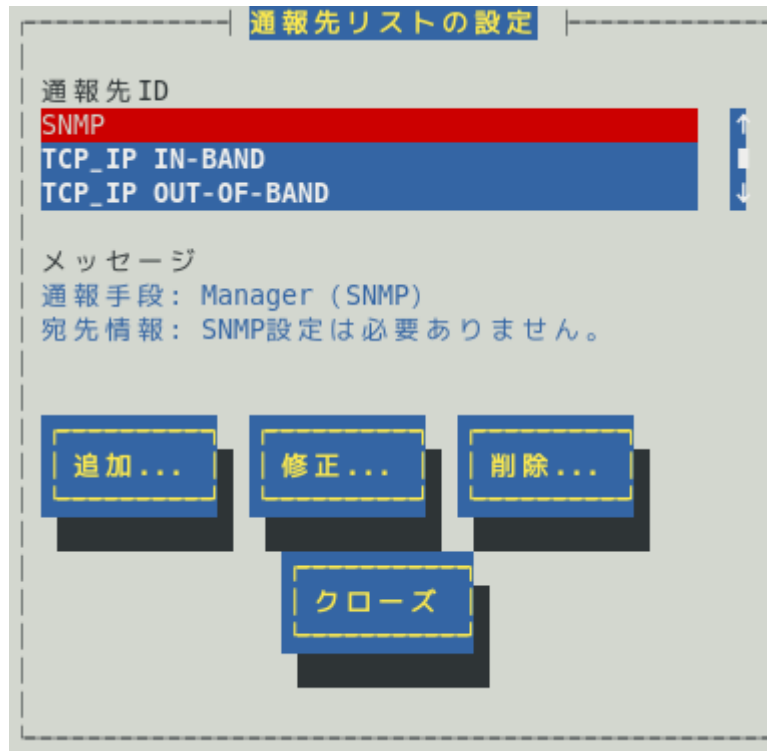 通報先リストの設定
通報先ID
SNMP
TCP_IP IN-BAND
TCP_IP OUT-OF-BAND
メッセージ
通報手段: Manager (SNMP)
宛先情報: SNMP設定は必要ありません。
追加... 修正... 削除...
クローズ